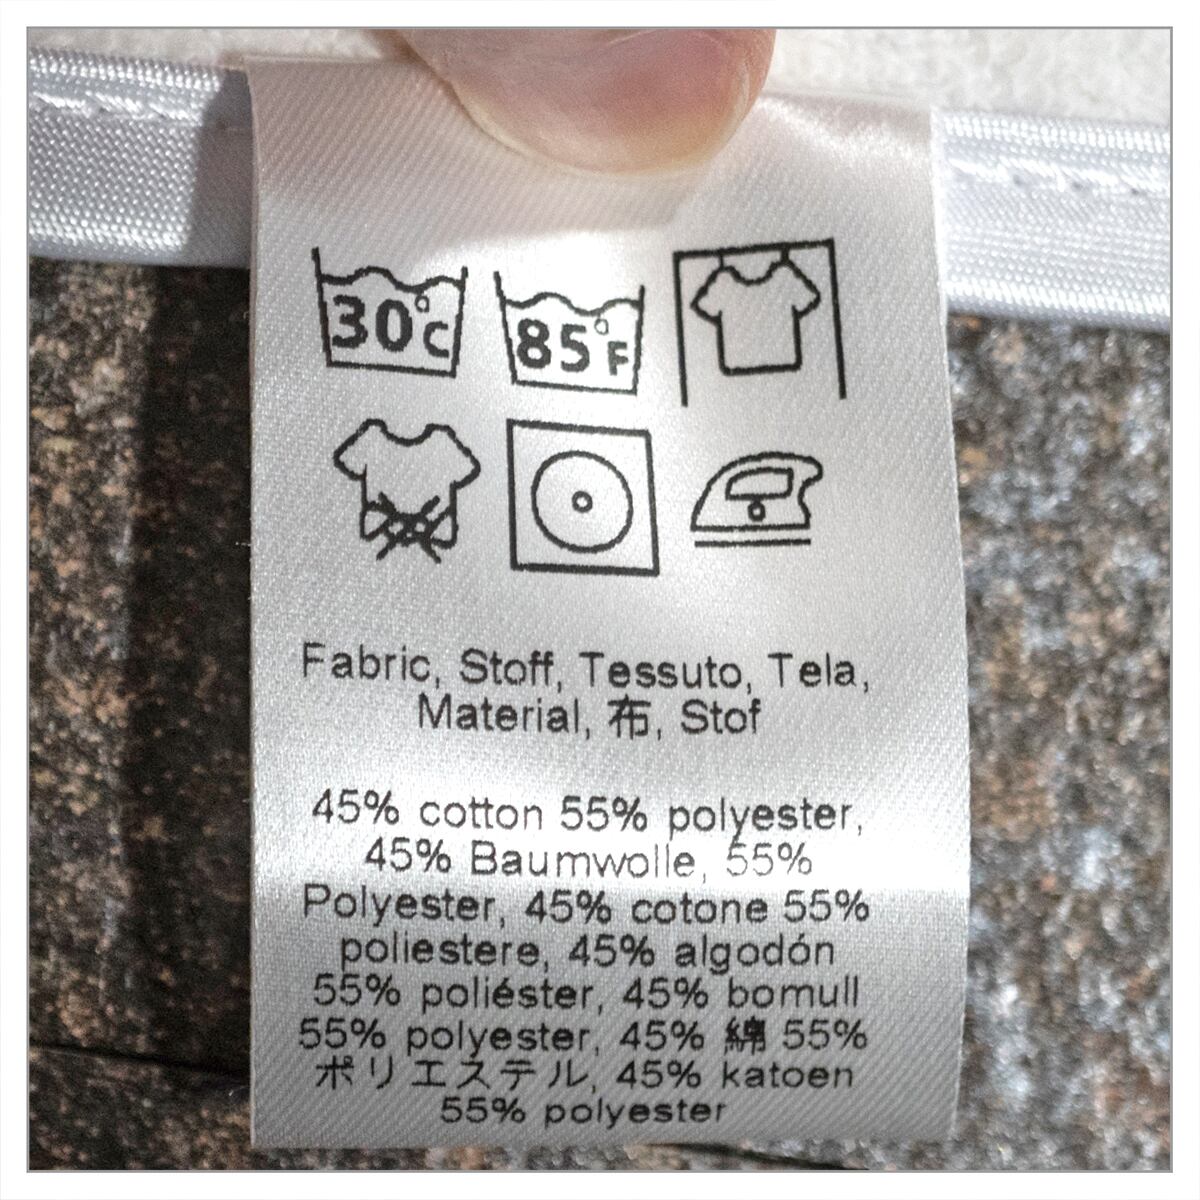 30°C 85°F
Fabric, Stoff, Tessuto, Tela,
Material, 布, Stof
45% cotton 55% polyester,
45% Baumwolle, 55%
Polyester, 45% cotone 55%
poliestere, 45% algodón
55% poliéster, 45% bomull
55% polyester, 45% 綿 55%
ポリエステル, 45% katoen
55% polyester